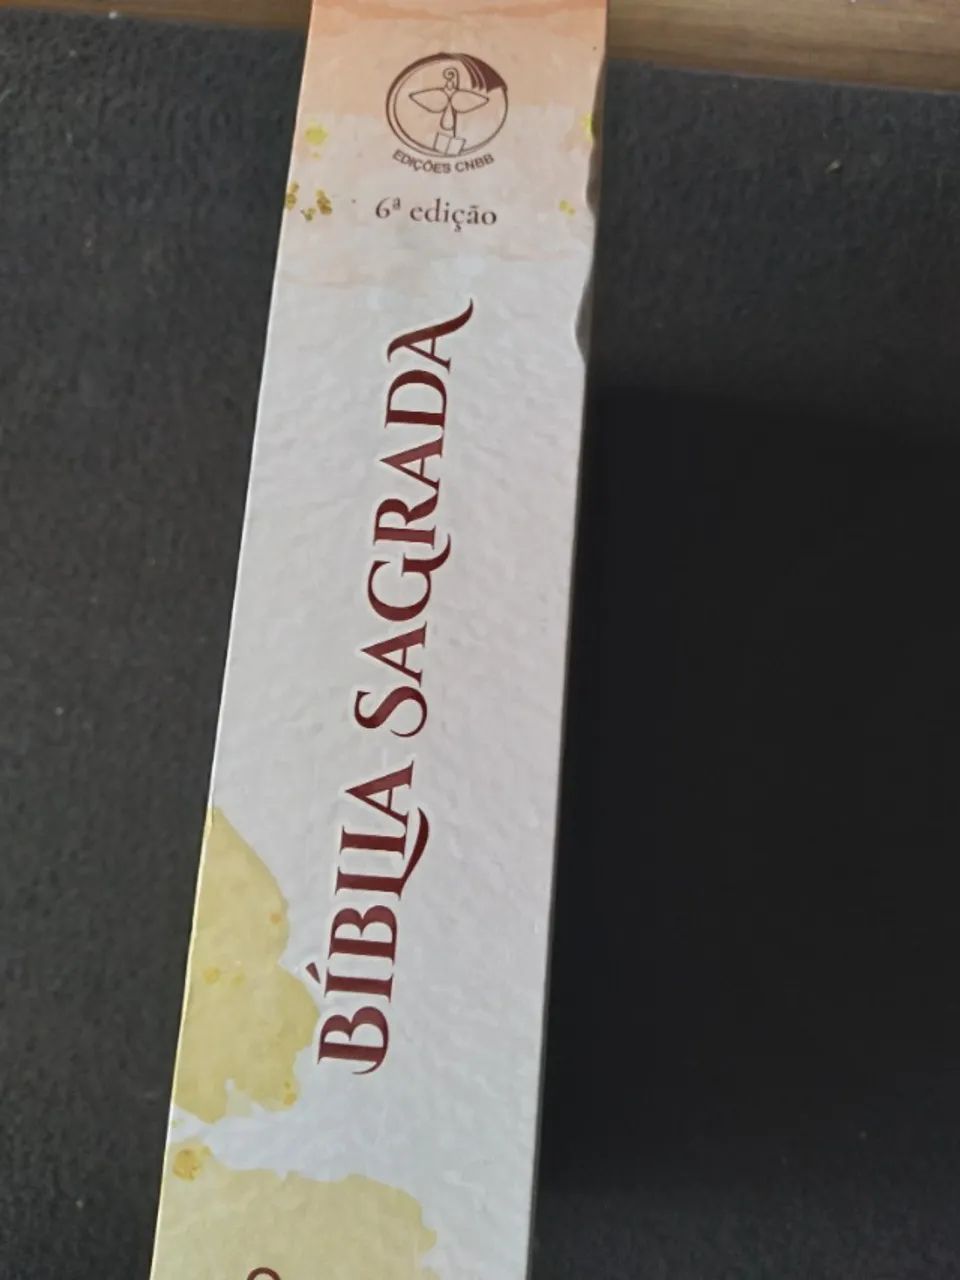 EDIÇÕES CNBB
6ª edição
BÍBLIA SAGRADA